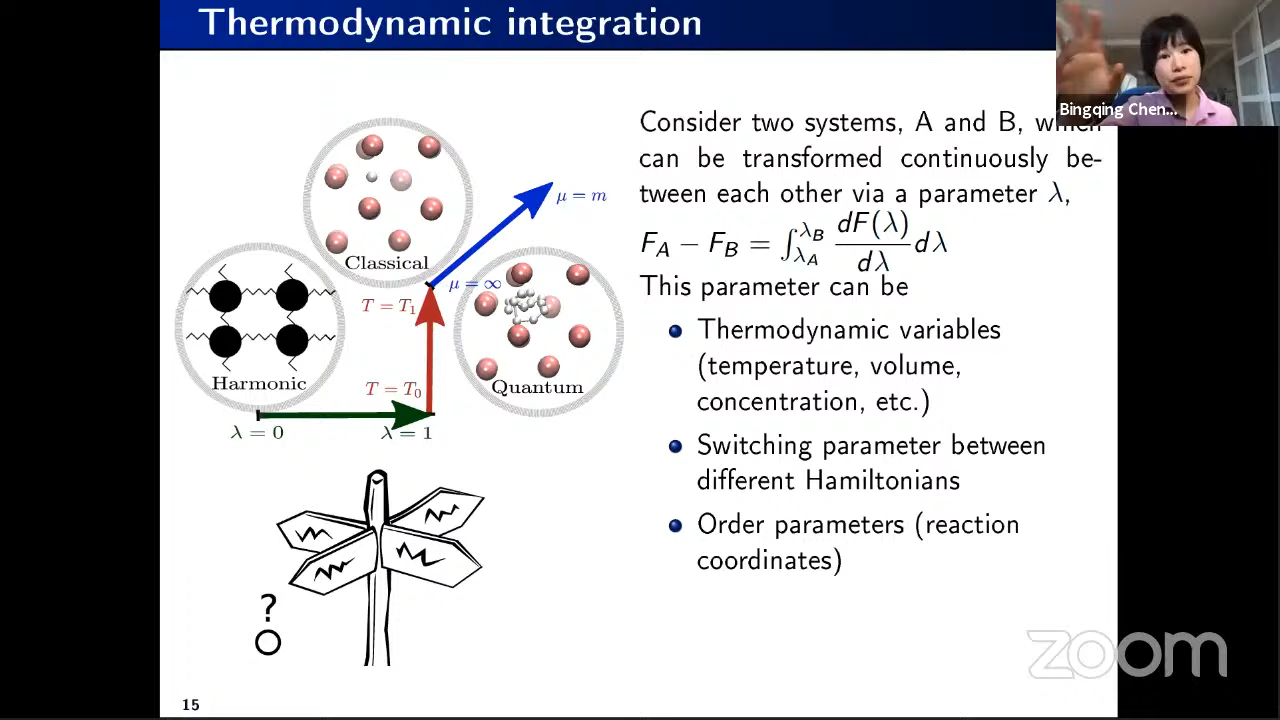 Thermodynamic integration
Bingqing Chen...
Consider two systems, A and B, which
can be transformed continuously be-
tween each other via a parameter λ,
F_A − F_B = ∫_{λ_A}^{λ_B} dF(λ)/dλ dλ
This parameter can be
Thermodynamic variables
(temperature, volume,
concentration, etc.)
Switching parameter between
different Hamiltonians
Order parameters (reaction
coordinates)
Classical
μ = m
μ = ∞
T = T₁
Harmonic
T = T₀
Quantum
λ = 0
λ = 1
?
15
zoom